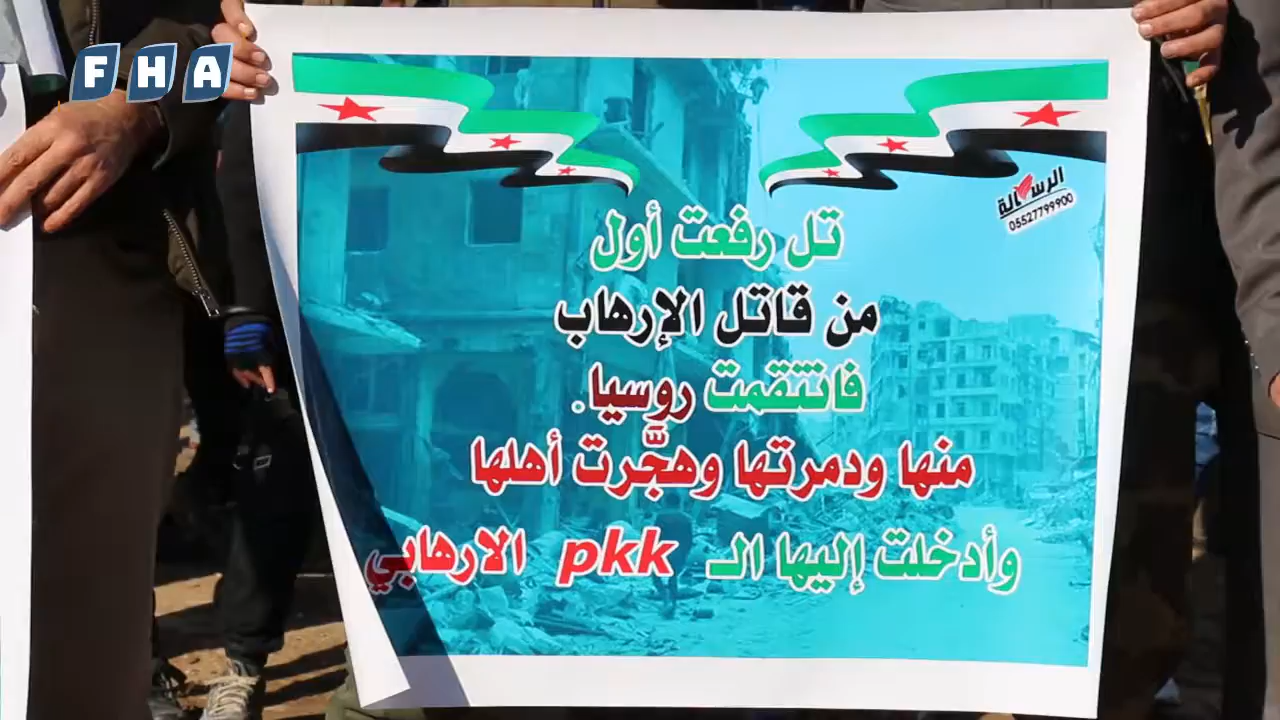 FHA
الرسالة
05527799900
تل رفعت أول
من قاتل الإرهاب
فانتقمت روسيا.
منها ودمرتها وهجَّرت أهلها
وأدخلت إليها الـ pkk الارهابي